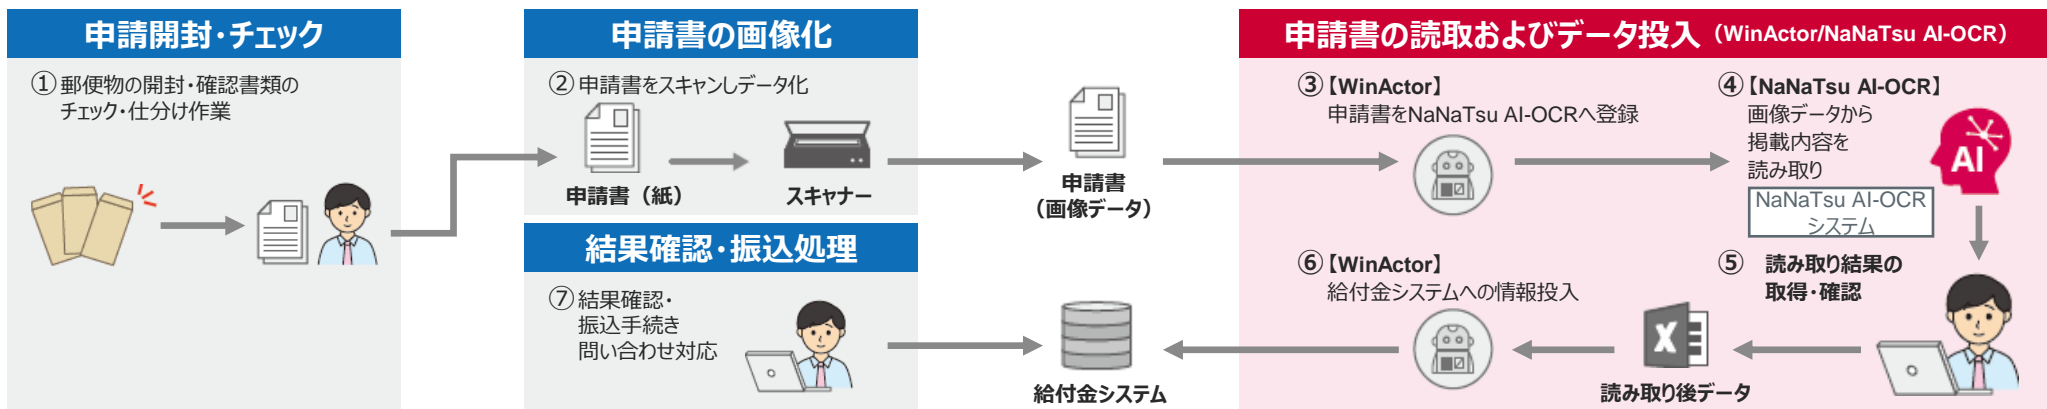 申請開封・チェック
①郵便物の開封・確認書類の
チェック・仕分け作業
申請書の画像化
②申請書をスキャンしデータ化
申請書（紙）
スキャナー
申請書
（画像データ）
申請書の読取およびデータ投入（WinActor/NaNaTsu AI-OCR）
③【WinActor】
申請書をNaNaTsu AI-OCRへ登録
④【NaNaTsu AI-OCR】
画像データから
掲載内容を
読み取り
AI
NaNaTsu AI-OCR
システム
⑤ 読み取り結果の
取得・確認
X
読み取り後データ
⑥【WinActor】
給付金システムへの情報投入
給付金システム
結果確認・振込処理
⑦結果確認・
振込手続き
問い合わせ対応